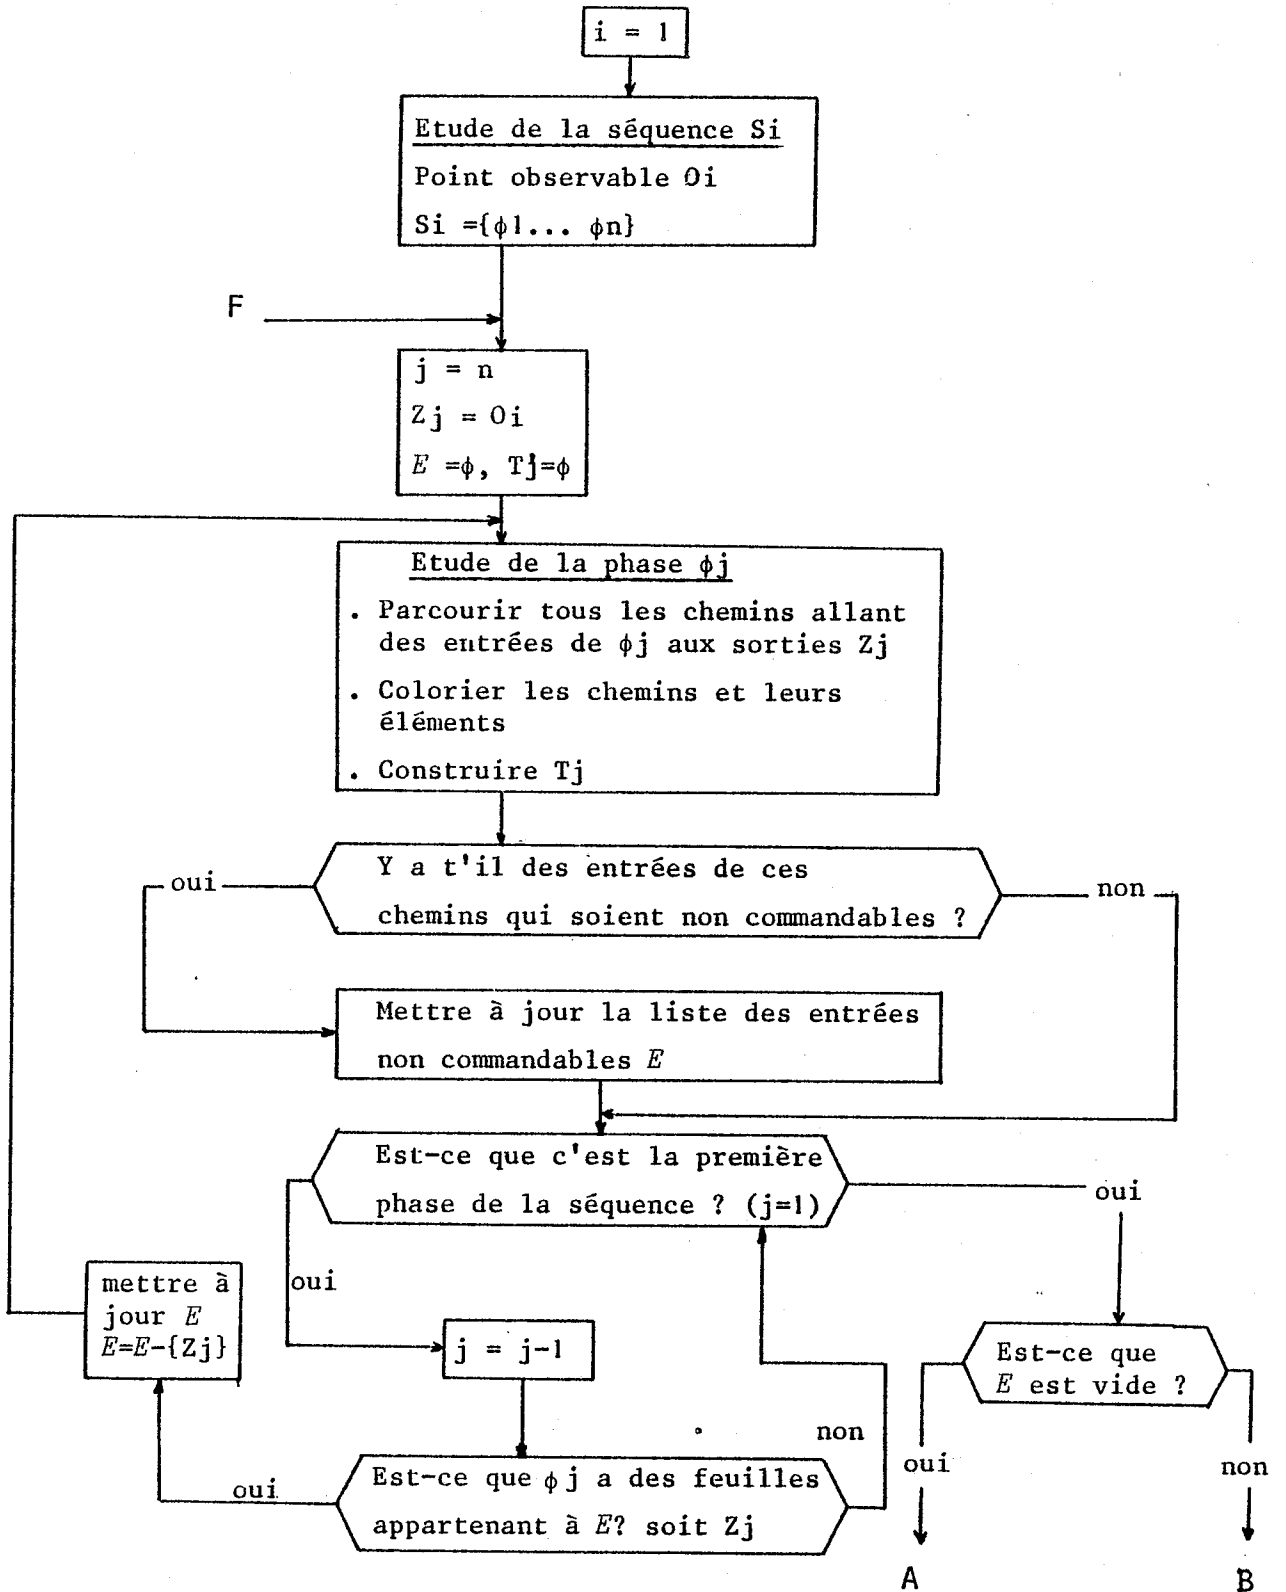 i = 1
Etude de la séquence Si
Point observable Oi
Si ={ϕ1... ϕn}
F
j = n
Zj = Oi
E =ϕ, Tj=ϕ
Etude de la phase ϕj
. Parcourir tous les chemins allant
des entrées de ϕj aux sorties Zj
. Colorier les chemins et leurs
éléments
. Construire Tj
Y a t'il des entrées de ces
chemins qui soient non commandables ?
oui
non
Mettre à jour la liste des entrées
non commandables E
Est-ce que c'est la première
phase de la séquence ? (j=1)
oui
oui
mettre à
jour E
E=E-{Zj}
j = j-1
Est-ce que
E est vide ?
non
Est-ce que ϕj a des feuilles
appartenant à E? soit Zj
oui
oui
non
A
B